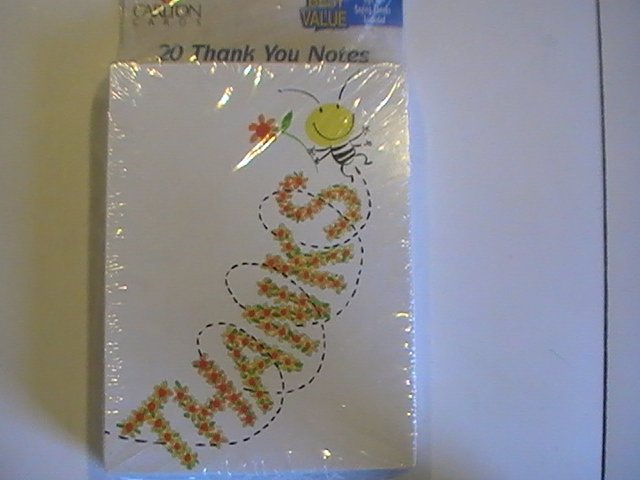 CARLTON
CARDS
BEST
VALUE
20 Thank You Notes
THANKS